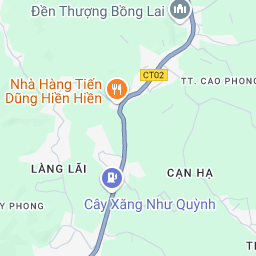 Đền Thượng Bồng Lai
CT02
TT. CAO PHONG
Nhà Hàng Tiến
Dũng Hiền Hiền
LÀNG LÃI
CẠN HẠ
Cây Xăng Như Quỳnh
Y PHONG